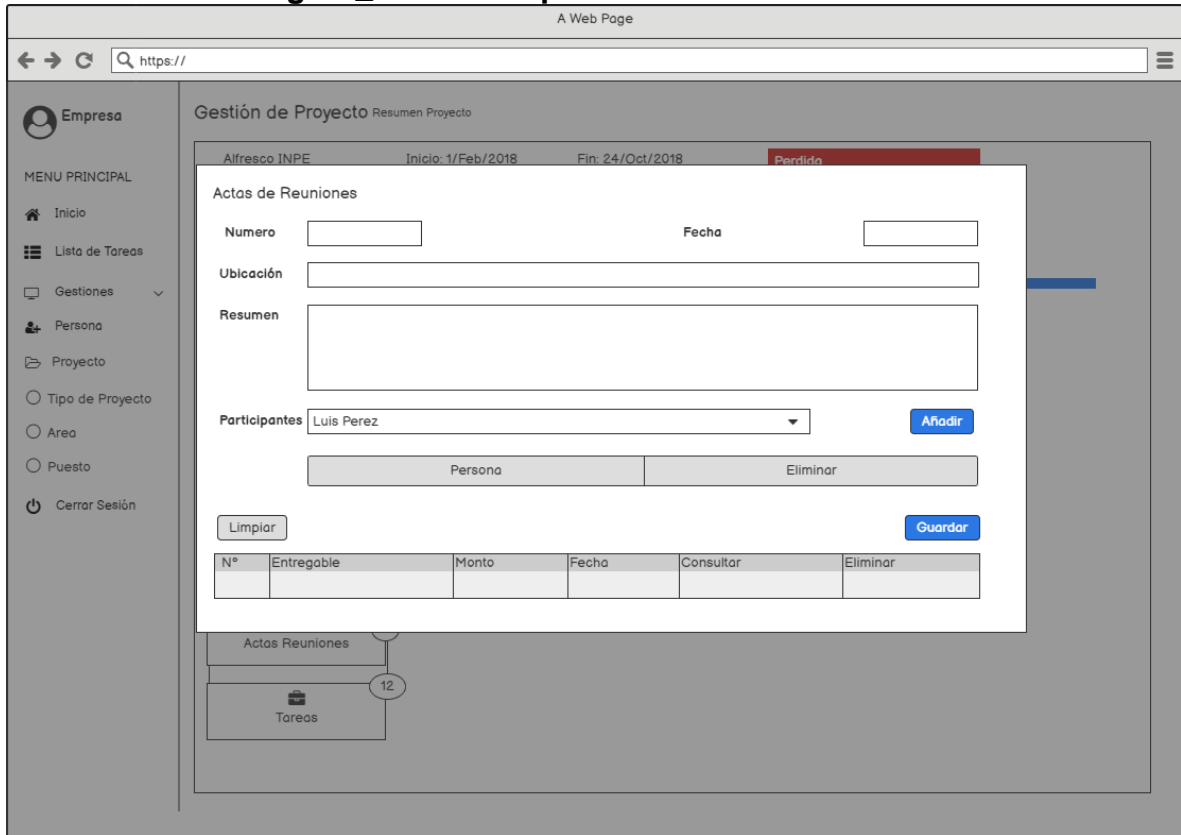 A Web Page
https://
Empresa
MENU PRINCIPAL
Inicio
Lista de Tareas
Gestiones
Persona
Proyecto
Tipo de Proyecto
Area
Puesto
Cerrar Sesión
Gestión de Proyecto Resumen Proyecto
Alfresco INPE Inicio: 1/Feb/2018 Fin: 24/Oct/2018 Perdida
Actas de Reuniones
Numero Fecha
Ubicación
Resumen
Participantes Luis Perez Añadir
Persona Eliminar
Limpiar Guardar
N° Entregable Monto Fecha Consultar Eliminar
Actas Reuniones
12
Tareas